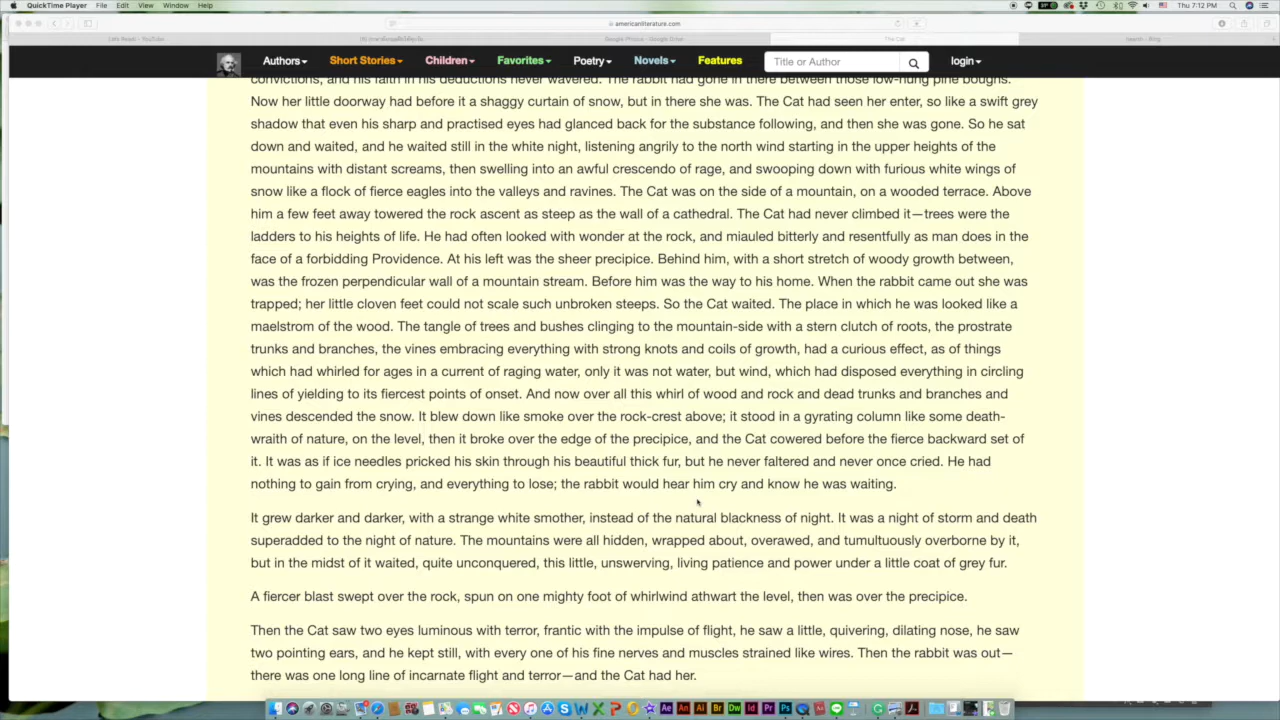 QuickTime Player File Edit View Window Help
Thu 7:12 PM
americanliterature.com
Lets Reset - YouTube
Google Photos - Google Drive
The Cat
Authors Short Stories Children Favorites Poetry Novels Features Title or Author login
convictions, and his faith in his deductions never wavered. The rabbit had gone in there between those low-hung pine boughs.
Now her little doorway had before it a shaggy curtain of snow, but in there she was. The Cat had seen her enter, so like a swift grey
shadow that even his sharp and practised eyes had glanced back for the substance following, and then she was gone. So he sat
down and waited, and he waited still in the white night, listening angrily to the north wind starting in the upper heights of the
mountains with distant screams, then swelling into an awful crescendo of rage, and swooping down with furious white wings of
snow like a flock of fierce eagles into the valleys and ravines. The Cat was on the side of a mountain, on a wooded terrace. Above
him a few feet away towered the rock ascent as steep as the wall of a cathedral. The Cat had never climbed it—trees were the
ladders to his heights of life. He had often looked with wonder at the rock, and miauled bitterly and resentfully as man does in the
face of a forbidding Providence. At his left was the sheer precipice. Behind him, with a short stretch of woody growth between,
was the frozen perpendicular wall of a mountain stream. Before him was the way to his home. When the rabbit came out she was
trapped; her little cloven feet could not scale such unbroken steeps. So the Cat waited. The place in which he was looked like a
maelstrom of the wood. The tangle of trees and bushes clinging to the mountain-side with a stern clutch of roots, the prostrate
trunks and branches, the vines embracing everything with strong knots and coils of growth, had a curious effect, as of things
which had whirled for ages in a current of raging water, only it was not water, but wind, which had disposed everything in circling
lines of yielding to its fiercest points of onset. And now over all this whirl of wood and rock and dead trunks and branches and
vines descended the snow. It blew down like smoke over the rock-crest above; it stood in a gyrating column like some death-
wraith of nature, on the level, then it broke over the edge of the precipice, and the Cat cowered before the fierce backward set of
it. It was as if ice needles pricked his skin through his beautiful thick fur, but he never faltered and never once cried. He had
nothing to gain from crying, and everything to lose; the rabbit would hear him cry and know he was waiting.
It grew darker and darker, with a strange white smother, instead of the natural blackness of night. It was a night of storm and death
superadded to the night of nature. The mountains were all hidden, wrapped about, overawed, and tumultuously overborne by it,
but in the midst of it waited, quite unconquered, this little, unswerving, living patience and power under a little coat of grey fur.
A fiercer blast swept over the rock, spun on one mighty foot of whirlwind athwart the level, then was over the precipice.
Then the Cat saw two eyes luminous with terror, frantic with the impulse of flight, he saw a little, quivering, dilating nose, he saw
two pointing ears, and he kept still, with every one of his fine nerves and muscles strained like wires. Then the rabbit was out—
there was one long line of incarnate flight and terror—and the Cat had her.